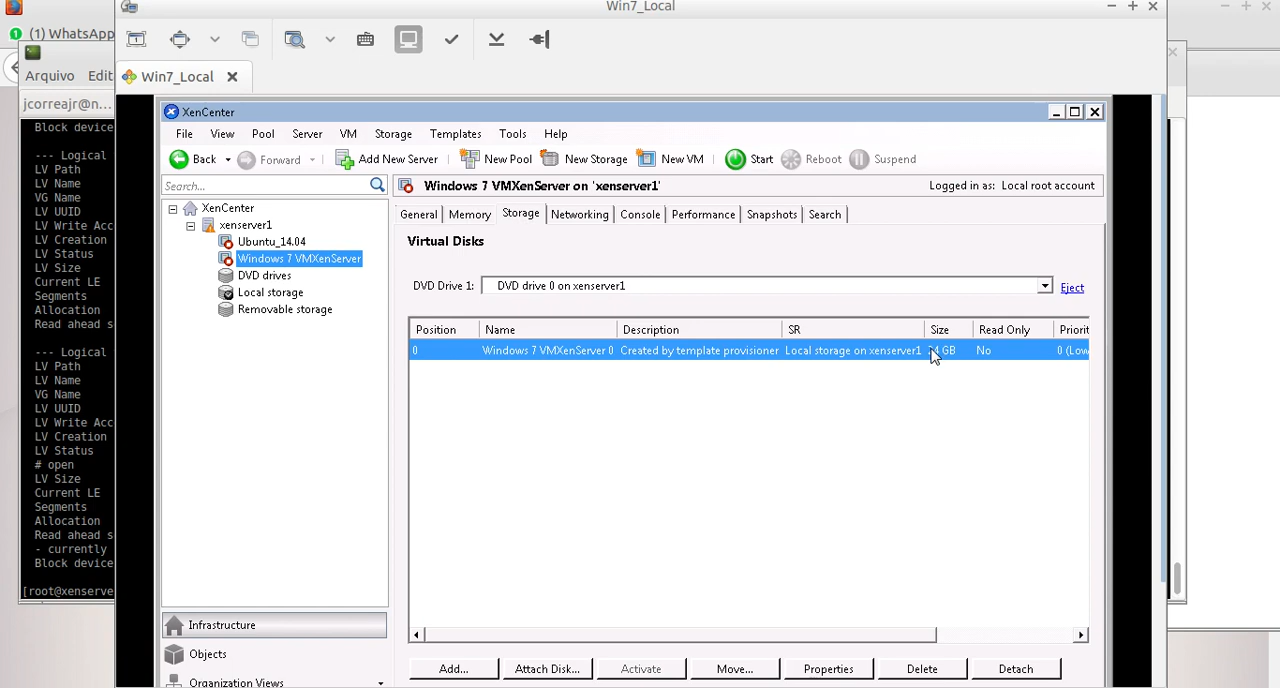 Win7_Local
(1) WhatsApp
Arquivo Edit
Win7_Local
jcorreajr@n...
XenCenter
File View Pool Server VM Storage Templates Tools Help
Back Forward Add New Server New Pool New Storage New VM Start Reboot Suspend
Search...
Windows 7 VMXenServer on 'xenserver1'
Logged in as: Local root account
XenCenter
xenserver1
Ubuntu_14.04
Windows 7 VMXenServer
DVD drives
Local storage
Removable storage
General Memory Storage Networking Console Performance Snapshots Search
Virtual Disks
DVD Drive 1: DVD drive 0 on xenserver1 Eject
Position Name Description SR Size Read Only Priorit
0 Windows 7 VMXenServer 0 Created by template provisioner Local storage on xenserver1 GB No 0 (Low
Add... Attach Disk... Activate Move... Properties Delete Detach
Infrastructure
Objects
Organization Views
Block device
--- Logical
LV Path
LV Name
VG Name
LV UUID
LV Write Acc
LV Creation
LV Status
LV Size
Current LE
Segments
Allocation
Read ahead s
--- Logical
LV Path
LV Name
VG Name
LV UUID
LV Write Acc
LV Creation
LV Status
# open
LV Size
Current LE
Segments
Allocation
Read ahead s
- currently
Block device
[root@xenserve